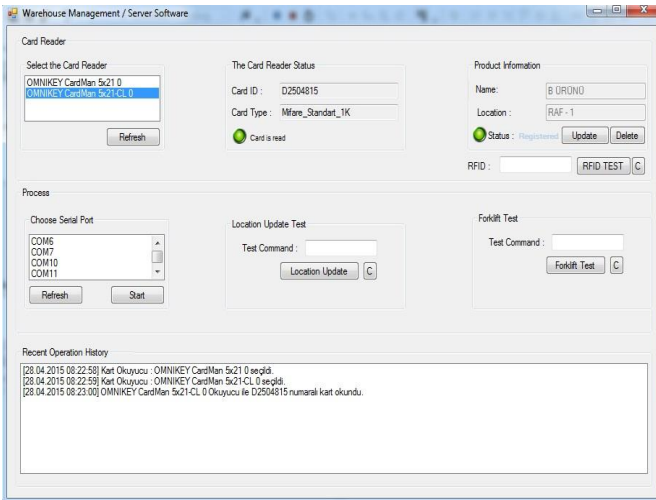 Warehouse Management / Server Software
Card Reader
Select the Card Reader
OMNIKEY CardMan 5x21 0
OMNIKEY CardMan 5x21-CL 0
Refresh
The Card Reader Status
Card ID : D2504815
Card Type : Mifare_Standart_1K
Card is read
Product Information
Name: B ÜRÜNÜ
Location : RAF - 1
Status : Registered Update Delete
RFID : RFID TEST C
Process
Choose Serial Port
COM6
COM7
COM10
COM11
Refresh Start
Location Update Test
Test Command :
Location Update C
Forklift Test
Test Command :
Forklift Test C
Recent Operation History
[28.04.2015 08:22:58] Kart Okuyucu : OMNIKEY CardMan 5x21 0 seçildi.
[28.04.2015 08:22:59] Kart Okuyucu : OMNIKEY CardMan 5x21-CL 0 seçildi.
[28.04.2015 08:23:00] OMNIKEY CardMan 5x21-CL 0 Okuyucu ile D2504815 numaralı kart okundu.